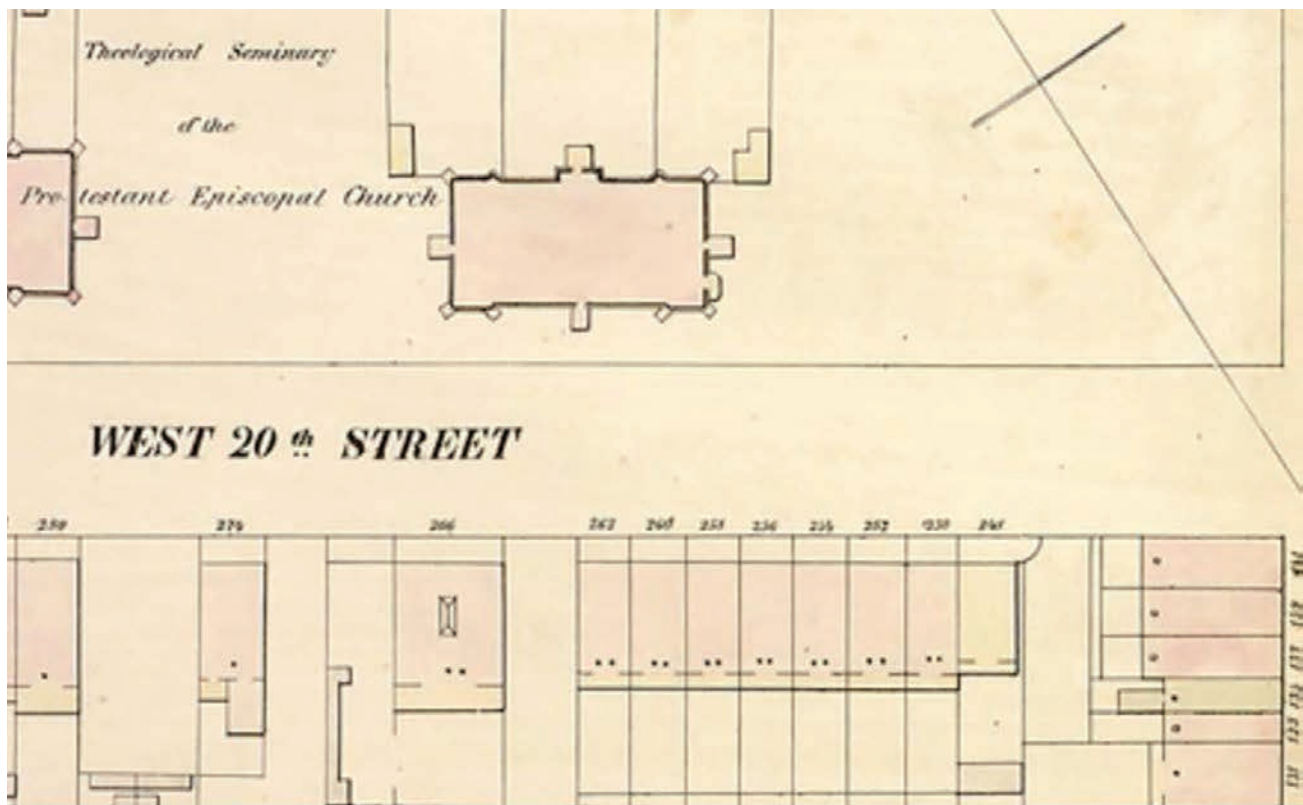 Theological Seminary
of the
Protestant Episcopal Church
WEST 20th STREET
280 274 266 262 260 258 256 254 252 250